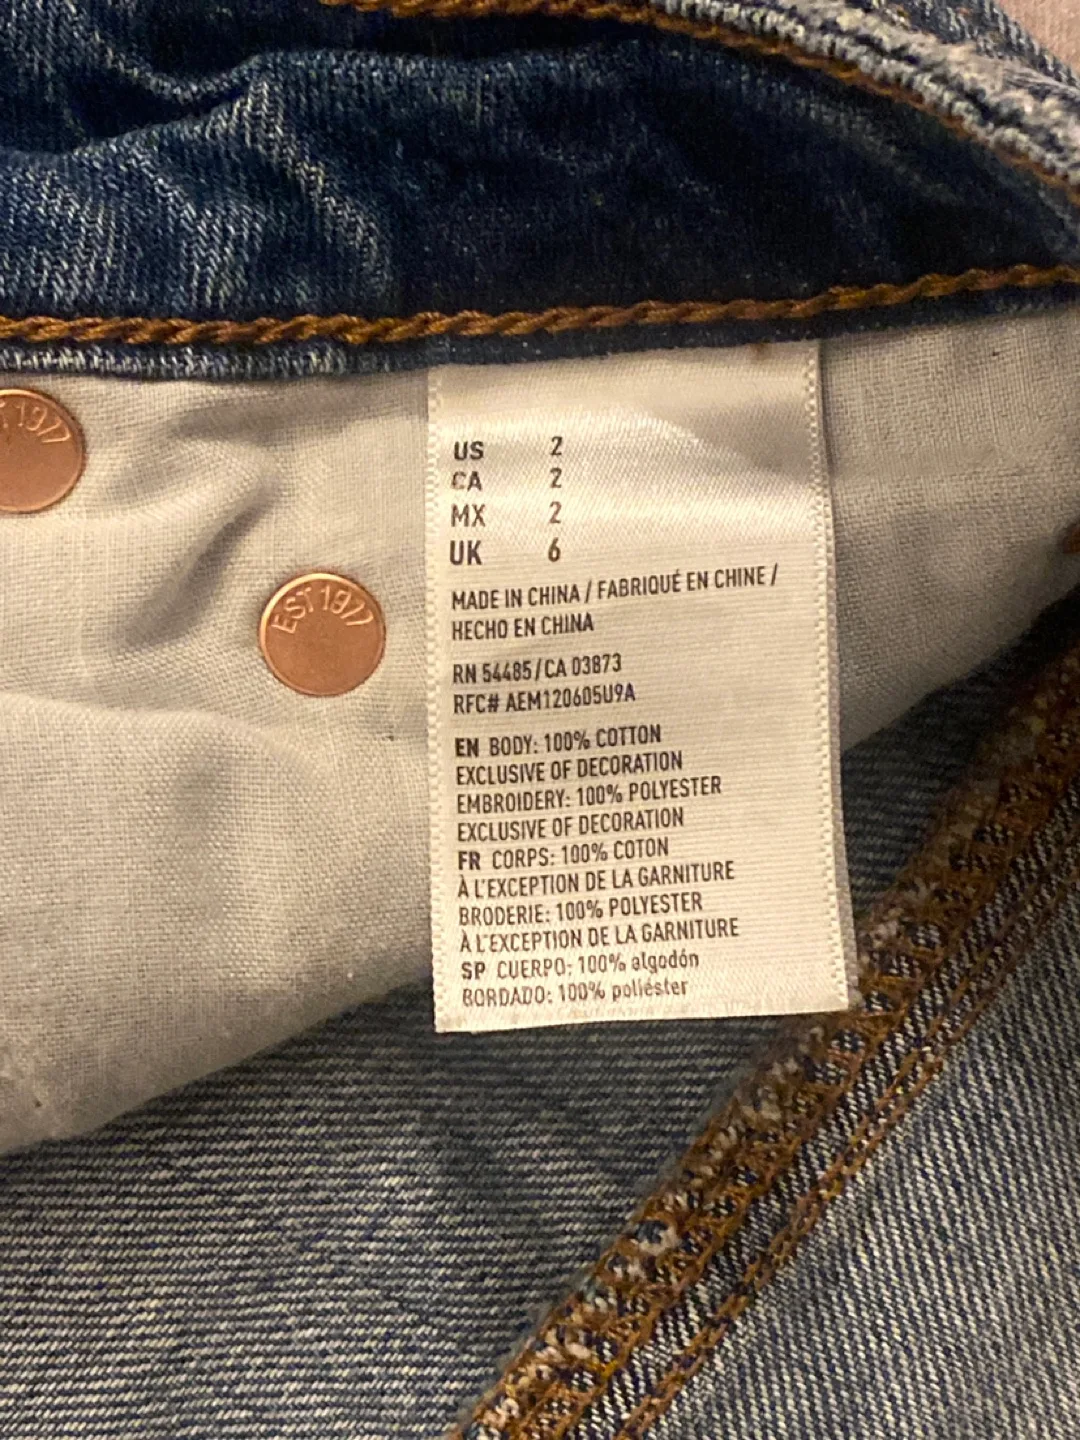 T 1977
EST 1977
US 2
CA 2
MX 2
UK 6
MADE IN CHINA / FABRIQUÉ EN CHINE /
HECHO EN CHINA
RN 54485/CA 03873
RFC# AEM120605U9A
EN BODY: 100% COTTON
EXCLUSIVE OF DECORATION
EMBROIDERY: 100% POLYESTER
EXCLUSIVE OF DECORATION
FR CORPS: 100% COTON
À L'EXCEPTION DE LA GARNITURE
BRODERIE: 100% POLYESTER
À L'EXCEPTION DE LA GARNITURE
SP CUERPO: 100% algodón
BORDADO: 100% poliéster